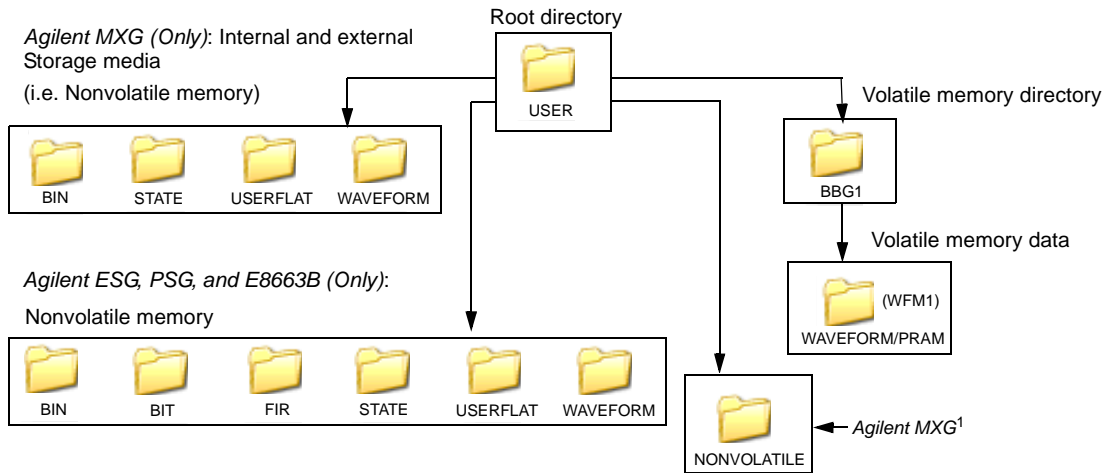 Root directory
Agilent MXG (Only): Internal and external
Storage media
(i.e. Nonvolatile memory)
USER
Volatile memory directory
BIN STATE USERFLAT WAVEFORM
BBG1
Volatile memory data
Agilent ESG, PSG, and E8663B (Only):
Nonvolatile memory
(WFM1)
WAVEFORM/PRAM
BIN BIT FIR STATE USERFLAT WAVEFORM
Agilent MXG1
NONVOLATILE